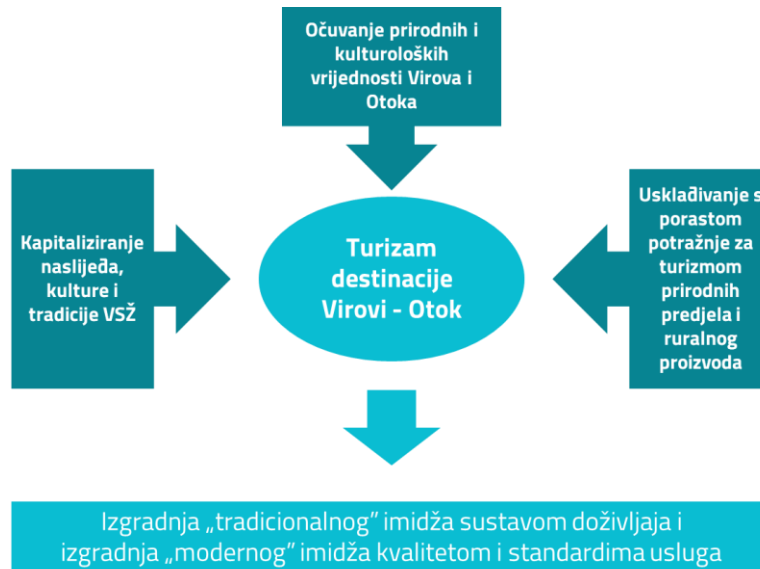 Očuvanje prirodnih i
kulturoloških
vrijednosti Virova i
Otoka
Kapitaliziranje
naslijeđa,
kulture i
tradicije VSŽ
Turizam
destinacije
Virovi - Otok
Usklađivanje s
porastom
potražnje za
turizmom
prirodnih
predjela i
ruralnog
proizvoda
Izgradnja „tradicionalnog” imidža sustavom doživljaja i
izgradnja „modernog” imidža kvalitetom i standardima usluga